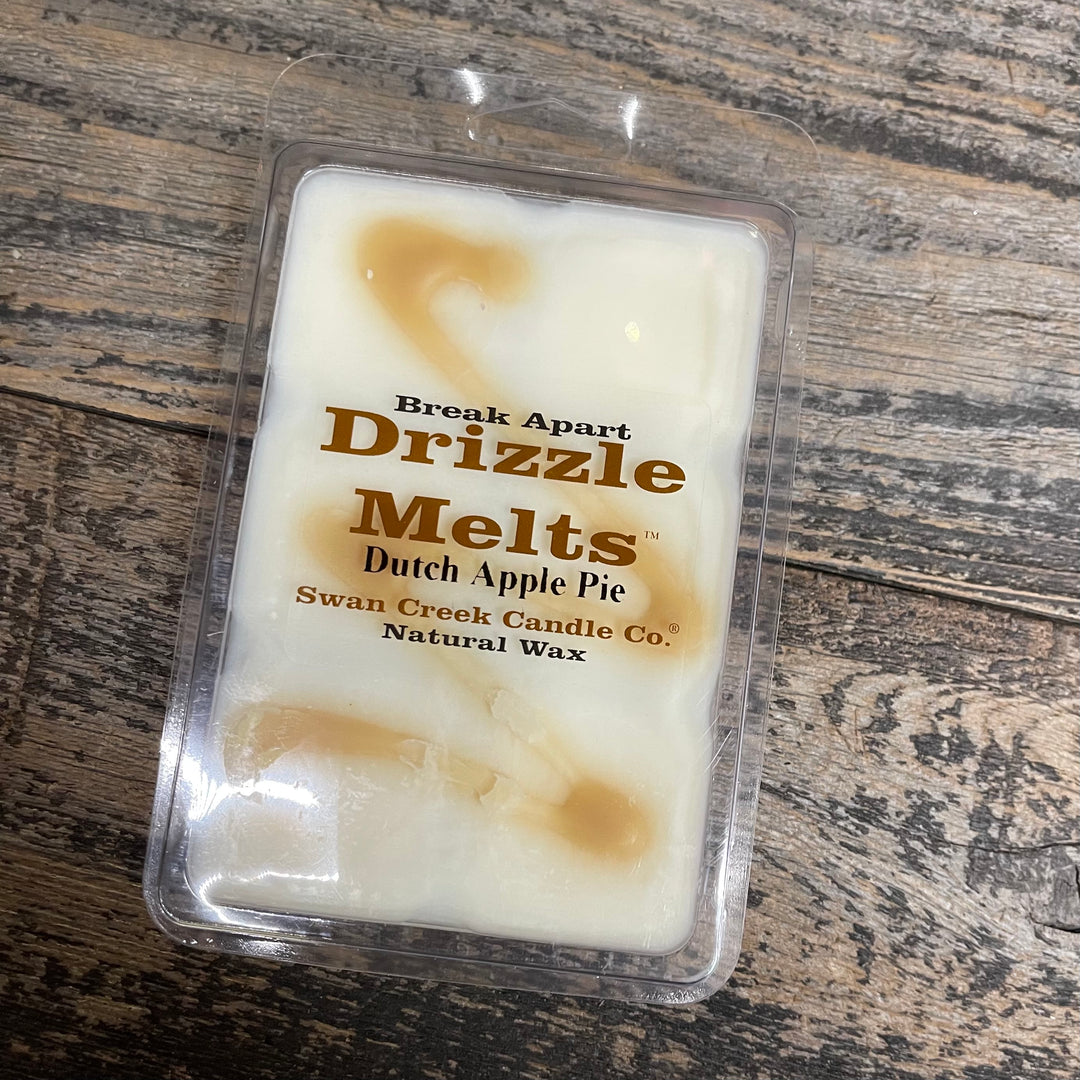 Break Apart
Drizzle
Melts™
Dutch Apple Pie
Swan Creek Candle Co.®
Natural Wax